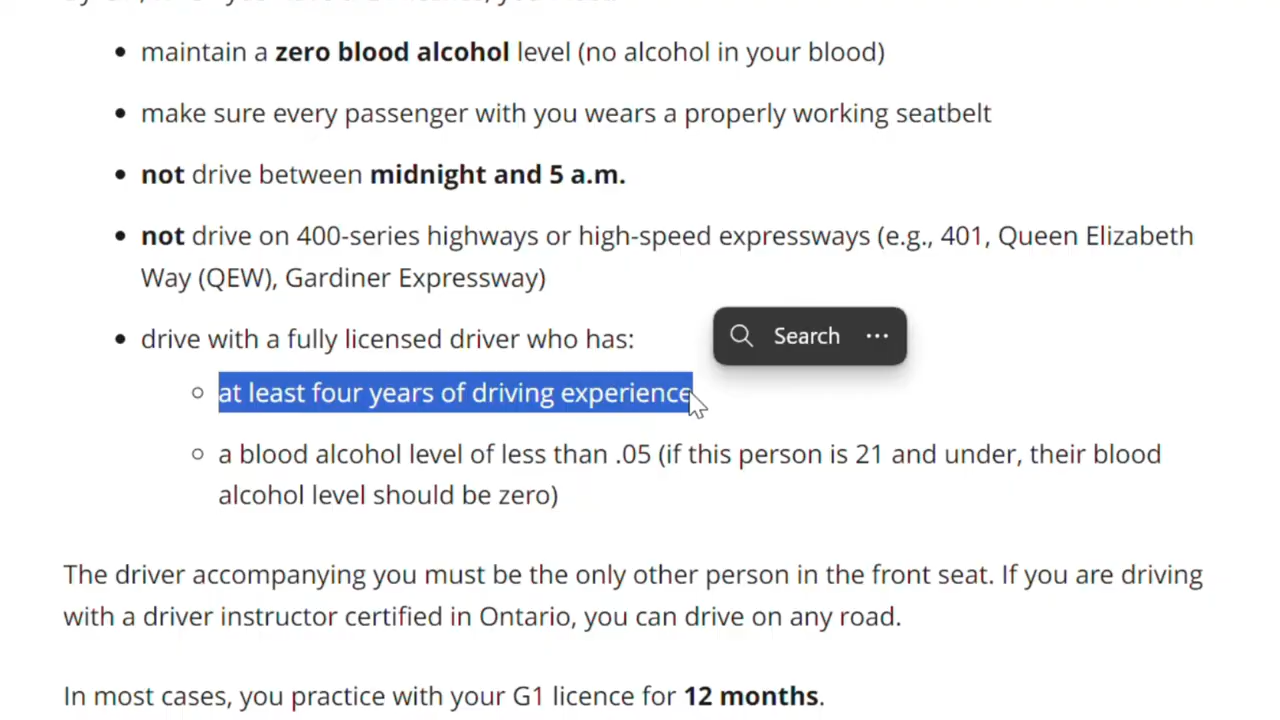 maintain a zero blood alcohol level (no alcohol in your blood)
make sure every passenger with you wears a properly working seatbelt
not drive between midnight and 5 a.m.
not drive on 400-series highways or high-speed expressways (e.g., 401, Queen Elizabeth
Way (QEW), Gardiner Expressway)
drive with a fully licensed driver who has:
Search
at least four years of driving experience
a blood alcohol level of less than .05 (if this person is 21 and under, their blood
alcohol level should be zero)
The driver accompanying you must be the only other person in the front seat. If you are driving
with a driver instructor certified in Ontario, you can drive on any road.
In most cases, you practice with your G1 licence for 12 months.